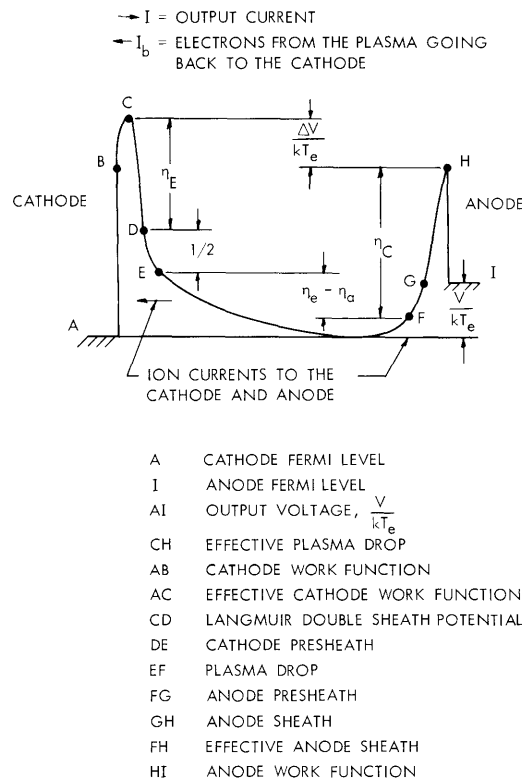 → I = OUTPUT CURRENT
← I_b = ELECTRONS FROM THE PLASMA GOING
BACK TO THE CATHODE
C
ΔV
kT_e
B
η_E
H
CATHODE
ANODE
D
1/2
η_C
E
I
G
η_e - η_a
V
kT_e
F
A
ION CURRENTS TO THE
CATHODE AND ANODE
A CATHODE FERMI LEVEL
I ANODE FERMI LEVEL
AI OUTPUT VOLTAGE, V
kT_e
CH EFFECTIVE PLASMA DROP
AB CATHODE WORK FUNCTION
AC EFFECTIVE CATHODE WORK FUNCTION
CD LANGMUIR DOUBLE SHEATH POTENTIAL
DE CATHODE PRESHEATH
EF PLASMA DROP
FG ANODE PRESHEATH
GH ANODE SHEATH
FH EFFECTIVE ANODE SHEATH
HI ANODE WORK FUNCTION